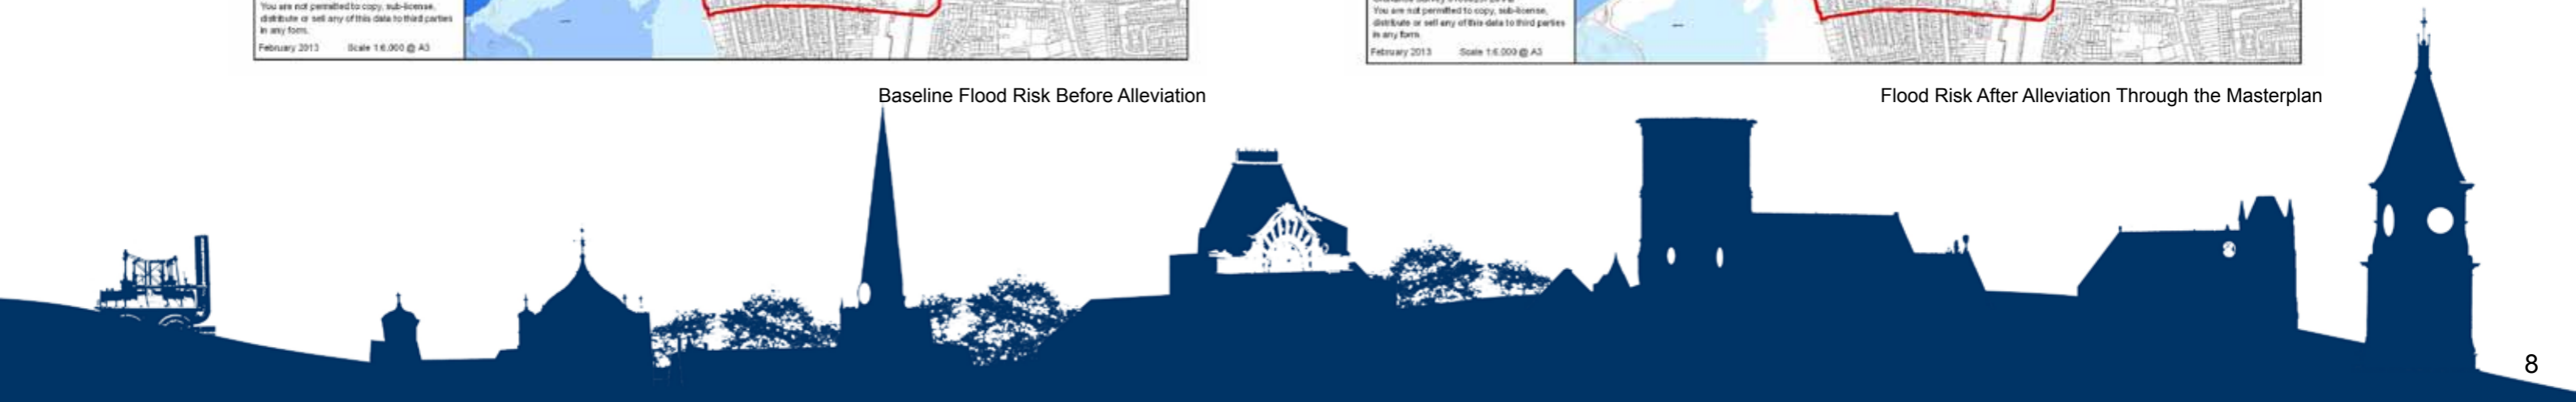 You are not permitted to copy, sub-license,
distribute or sell any of this data to third parties
in any form.
February 2013 Scale 1:6,000 @ A3
You are not permitted to copy, sub-license,
distribute or sell any of this data to third parties
in any form.
February 2013 Scale 1:6,000 @ A3
Baseline Flood Risk Before Alleviation
Flood Risk After Alleviation Through the Masterplan
8